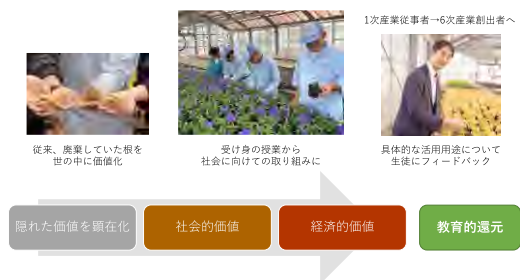 1次産業従事者→6次産業創出者へ
従来、廃棄していた根を
世の中に価値化
受け身の授業から
社会に向けての取り組みに
具体的な活用用途について
生徒にフィードバック
隠れた価値を顕在化
社会的価値
経済的価値
教育的還元